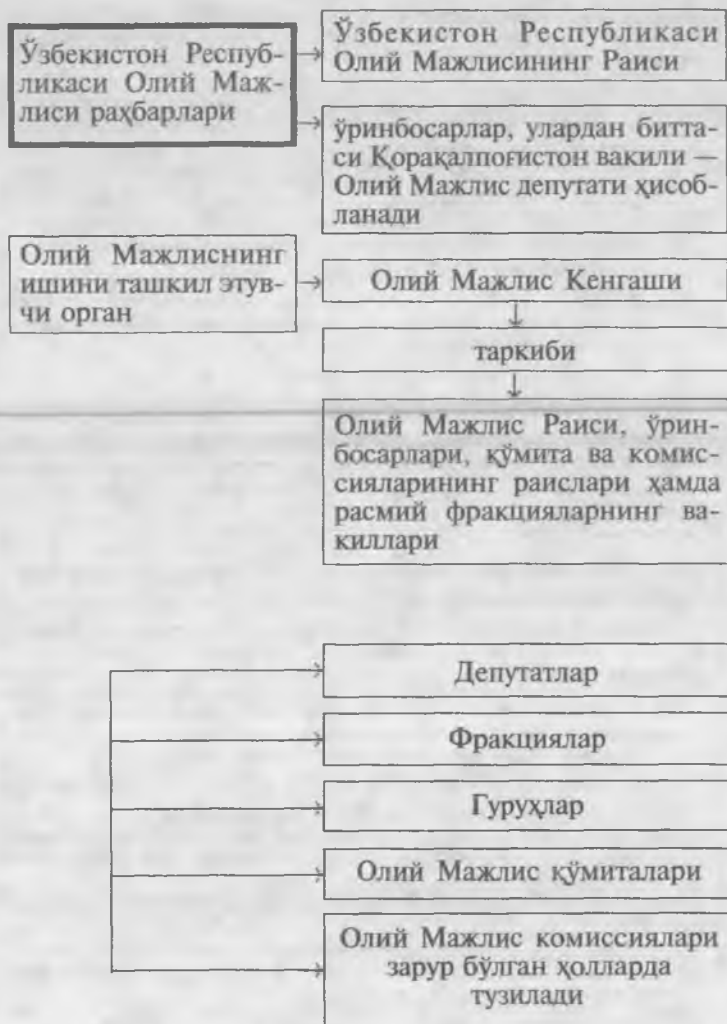 Ўзбекистон Респуб-
ликаси Олий Маж-
лиси раҳбарлари
Ўзбекистон Республикаси
Олий Мажлисининг Раиси
ўринбосарлар, улардан битта-
си Қорақалпоғистон вакили —
Олий Мажлис депутати ҳисоб-
ланади
Олий Мажлиснинг
ишини ташкил этув-
чи орган
Олий Мажлис Кенгаши
таркиби
Олий Мажлис Раиси, ўрин-
босарлари, қўмита ва комис-
сияларининг раислари ҳамда
расмий фракцияларнинг ва-
киллари
Депутатлар
Фракциялар
Гуруҳлар
Олий Мажлис қўмиталари
Олий Мажлис комиссиялари
зарур бўлган ҳолларда
тузилади